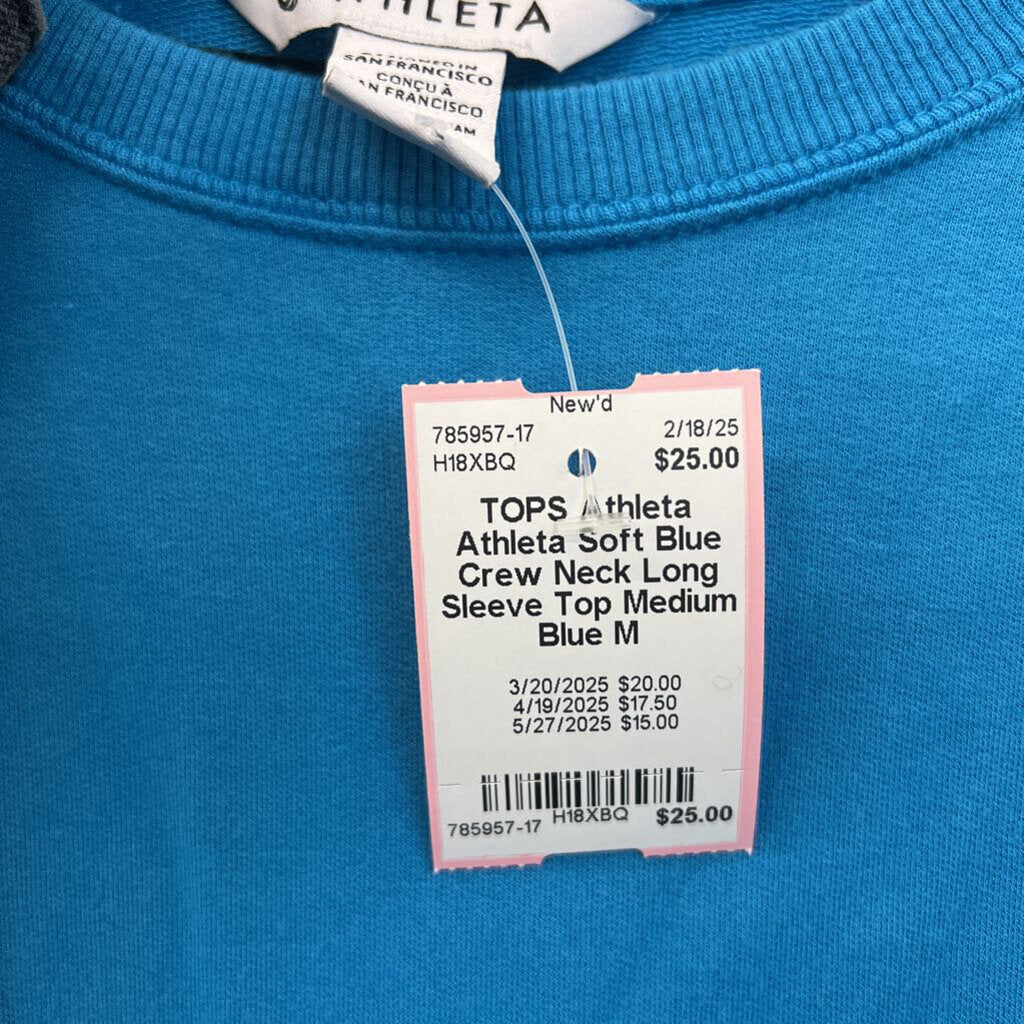 SAN FRANCISCO
CONÇU À
FRANCISCO
New'd
785957-17 2/18/25
H18XBQ $25.00
TOPS Athleta
Athleta Soft Blue
Crew Neck Long
Sleeve Top Medium
Blue M
3/20/2025 $20.00
4/19/2025 $17.50
5/27/2025 $15.00
785957-17 H18XBQ $25.00